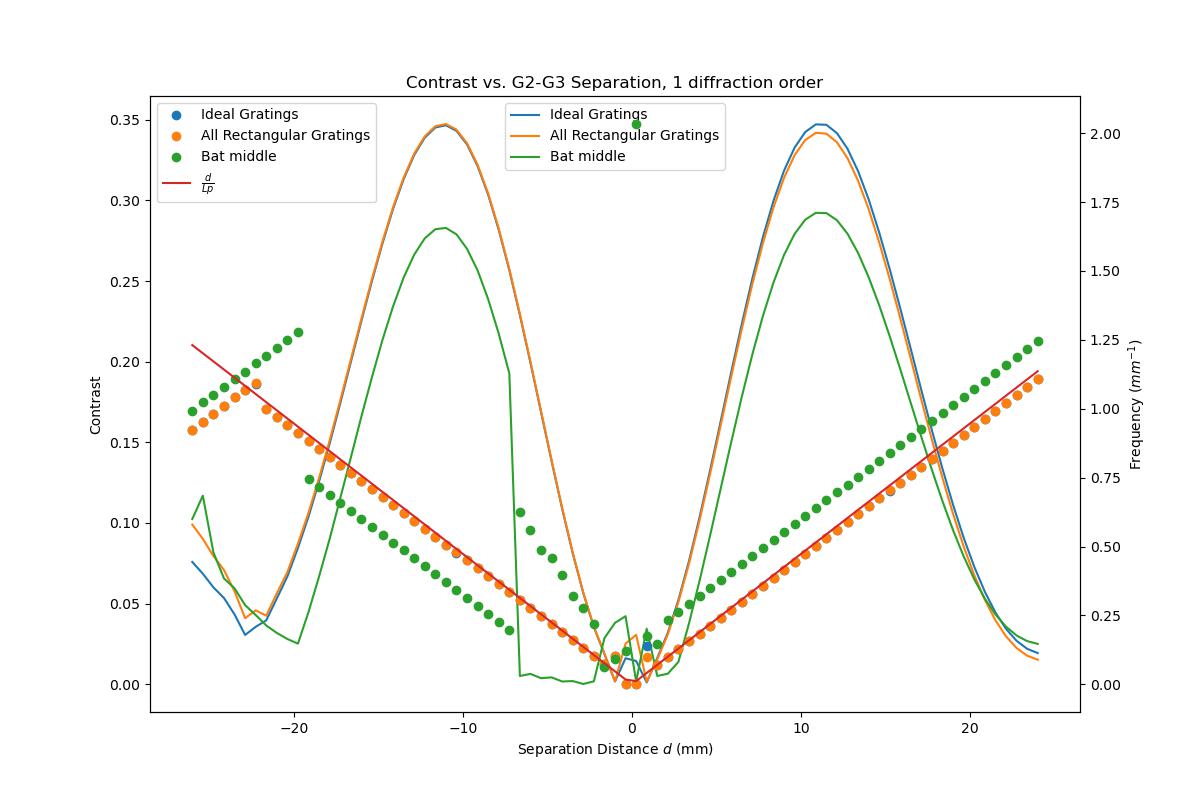 Contrast vs. G2-G3 Separation, 1 diffraction order
Ideal Gratings
All Rectangular Gratings
Bat middle
d/Lp
Ideal Gratings
All Rectangular Gratings
Bat middle
0.35
0.30
0.25
0.20
0.15
0.10
0.05
0.00
Contrast
2.00
1.75
1.50
1.25
1.00
0.75
0.50
0.25
0.00
Frequency (mm⁻¹)
−20
−10
0
10
20
Separation Distance d (mm)